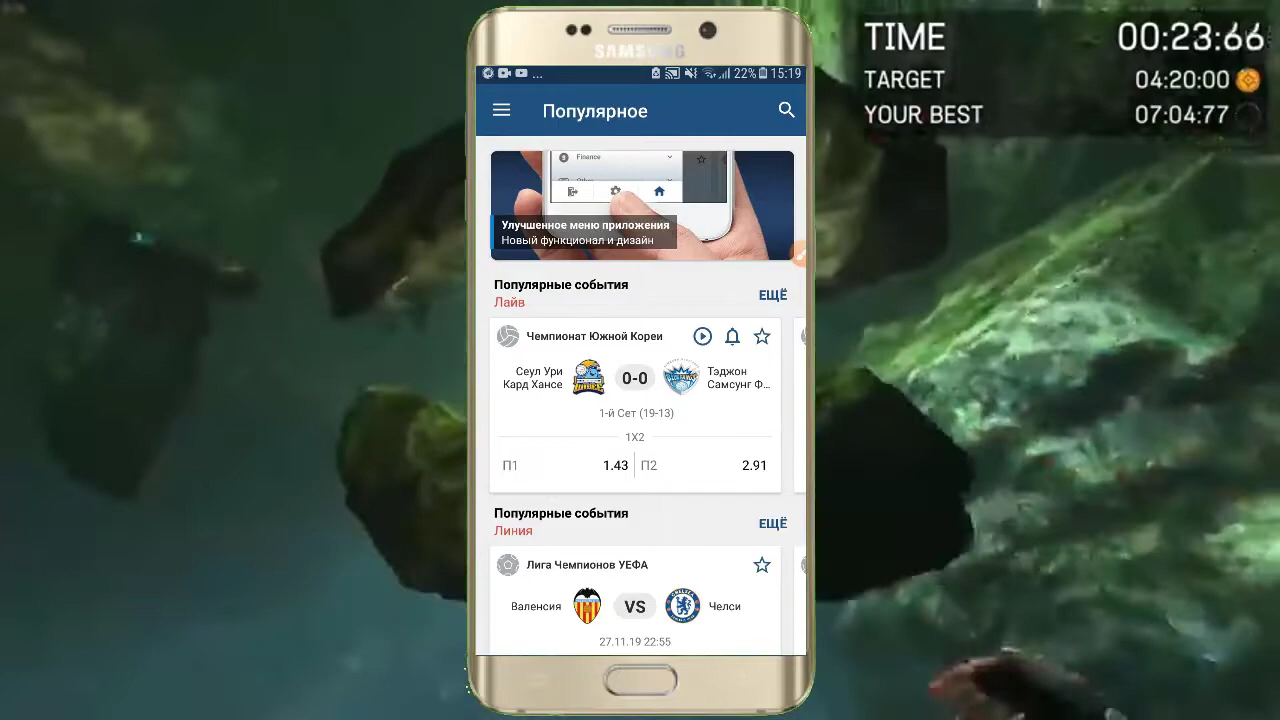 TIME 00:23:66
TARGET 04:20:00
YOUR BEST 07:04:77
SAMSUNG
... 22% 15:19
Популярное
Finance
Улучшенное меню приложения
Новый функционал и дизайн
Популярные события
Лайв
ЕЩЁ
Чемпионат Южной Кореи
Сеул Ури
Кард Хансе
0-0
Тэджон
Самсунг Ф...
1-й Сет (19-13)
1X2
П1 1.43 П2 2.91
Популярные события
Линия
ЕЩЁ
Лига Чемпионов УЕФА
Валенсия VS Челси
27.11.19 22:55